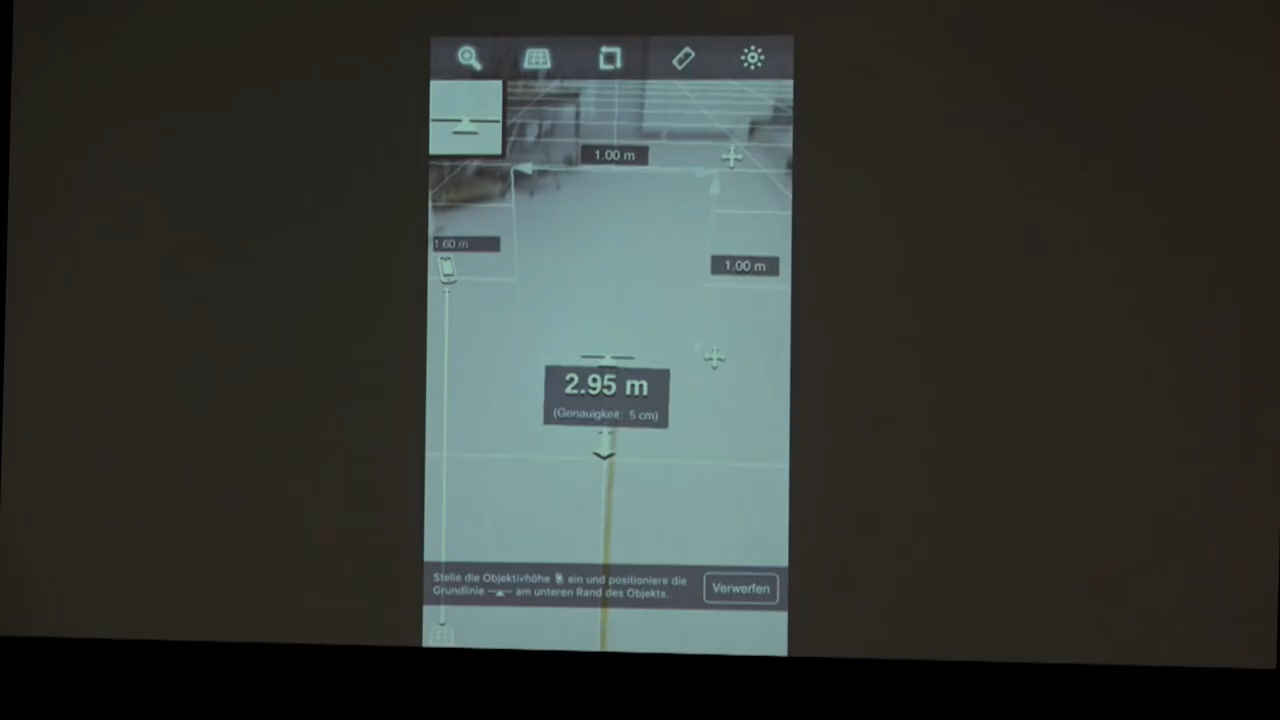 1.00 m
1.60 m
1.00 m
2.95 m
(Genauigkeit: 5 cm)
Stelle die Objektivhöhe ein und positioniere die
Grundlinie am unteren Rand des Objekts.
Verwerfen